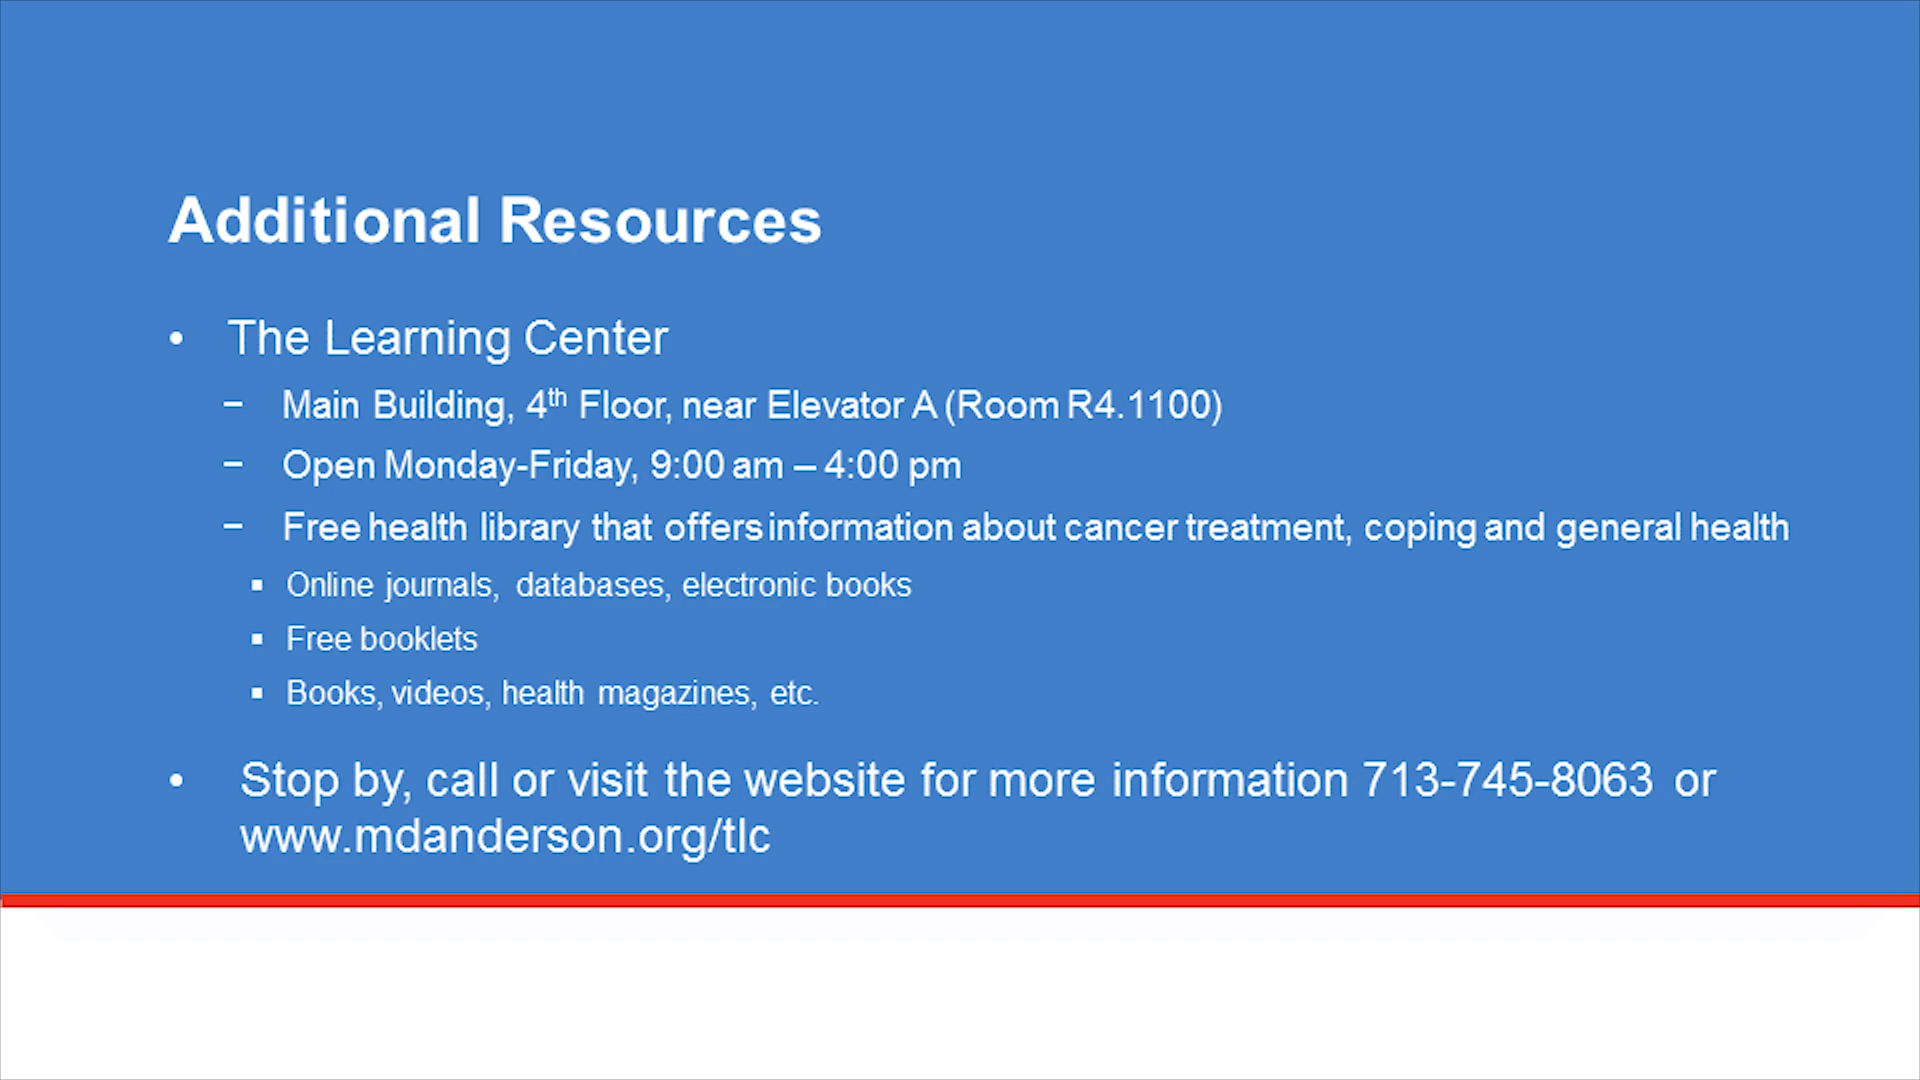 Additional Resources
• The Learning Center
– Main Building, 4th Floor, near Elevator A (Room R4.1100)
– Open Monday-Friday, 9:00 am – 4:00 pm
– Free health library that offers information about cancer treatment, coping and general health
▪ Online journals, databases, electronic books
▪ Free booklets
▪ Books, videos, health magazines, etc.
• Stop by, call or visit the website for more information 713-745-8063 or
www.mdanderson.org/tlc